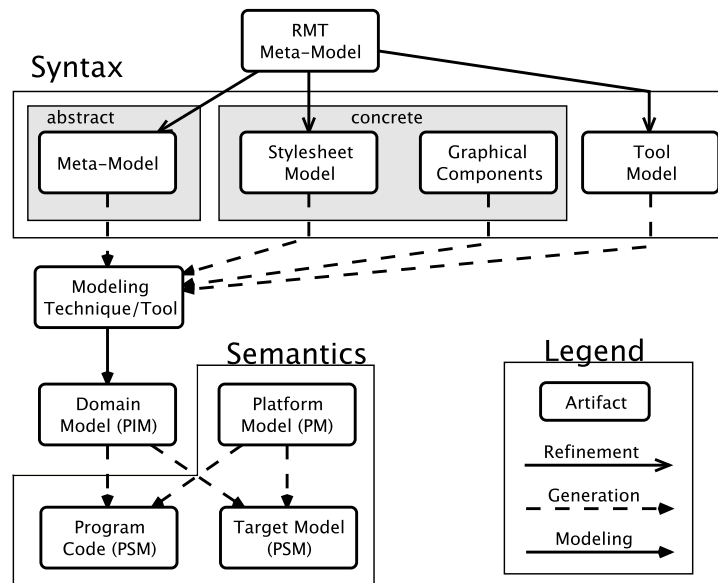 RMT
Meta-Model
Syntax
abstract
concrete
Meta-Model
Stylesheet
Model
Graphical
Components
Tool
Model
Modeling
Technique/Tool
Semantics
Legend
Domain
Model (PIM)
Platform
Model (PM)
Artifact
Refinement
Generation
Modeling
Program
Code (PSM)
Target Model
(PSM)